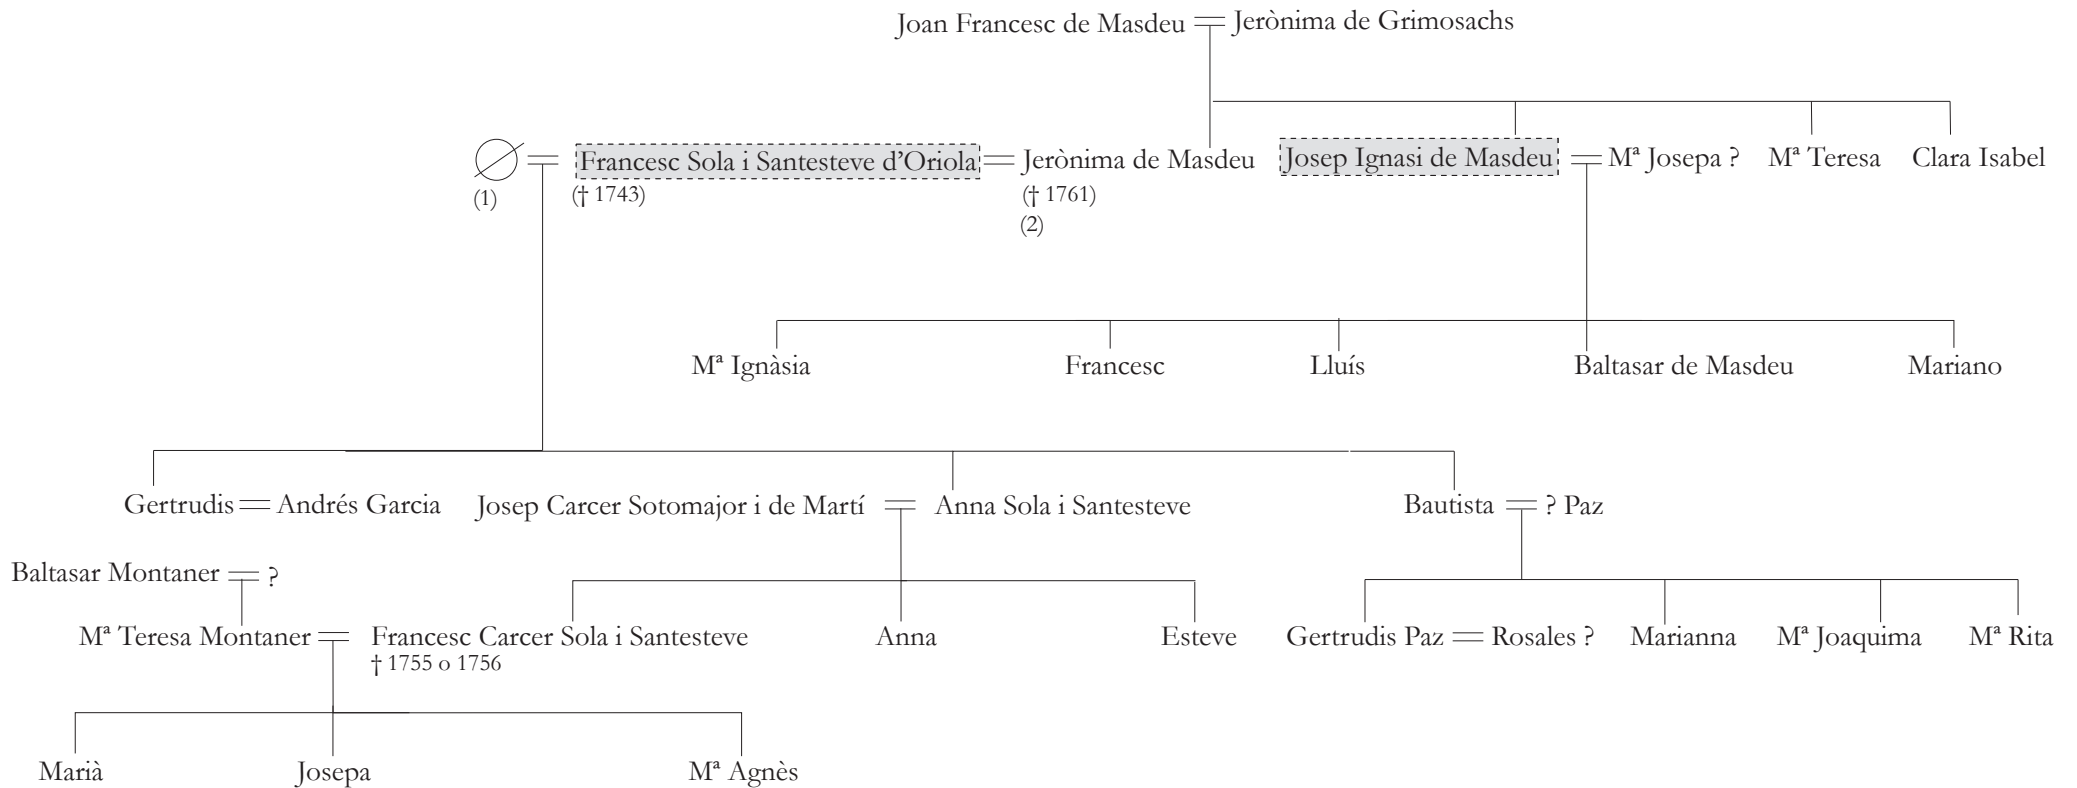 Joan Francesc de Masdeu Jerònima de Grimosachs
Francesc Sola i Santesteve d’Oriola Jerònima de Masdeu Josep Ignasi de Masdeu Mª Josepa ? Mª Teresa Clara Isabel
(1) († 1743) († 1761)
(2)
Mª Ignàsia Francesc Lluís Baltasar de Masdeu Mariano
Gertrudis Andrés Garcia Josep Carcer Sotomajor i de Martí Anna Sola i Santesteve Bautista ? Paz
Baltasar Montaner ?
Mª Teresa Montaner Francesc Carcer Sola i Santesteve Anna Esteve Gertrudis Paz Rosales ? Marianna Mª Joaquima Mª Rita
† 1755 o 1756
Marià Josepa Mª Agnès